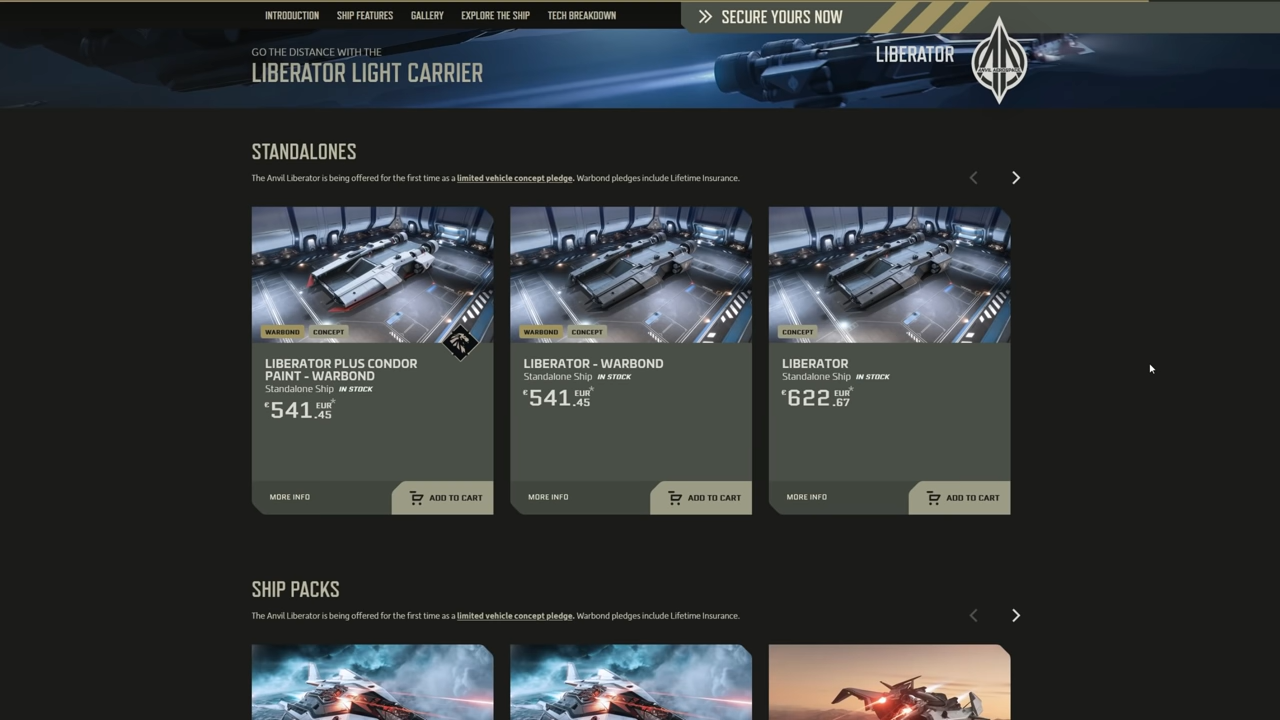 INTRODUCTION SHIP FEATURES GALLERY EXPLORE THE SHIP TECH BREAKDOWN
SECURE YOURS NOW
GO THE DISTANCE WITH THE
LIBERATOR LIGHT CARRIER
LIBERATOR
ANVIL AEROSPACE
STANDALONES
The Anvil Liberator is being offered for the first time as a limited vehicle concept pledge. Warbond pledges include Lifetime Insurance.
WARBOND CONCEPT
LIBERATOR PLUS CONDOR
PAINT - WARBOND
Standalone Ship IN STOCK
€541.45 EUR*
MORE INFO
ADD TO CART
WARBOND CONCEPT
LIBERATOR - WARBOND
Standalone Ship IN STOCK
€541.45 EUR*
MORE INFO
ADD TO CART
CONCEPT
LIBERATOR
Standalone Ship IN STOCK
€622.67 EUR*
MORE INFO
ADD TO CART
SHIP PACKS
The Anvil Liberator is being offered for the first time as a limited vehicle concept pledge. Warbond pledges include Lifetime Insurance.